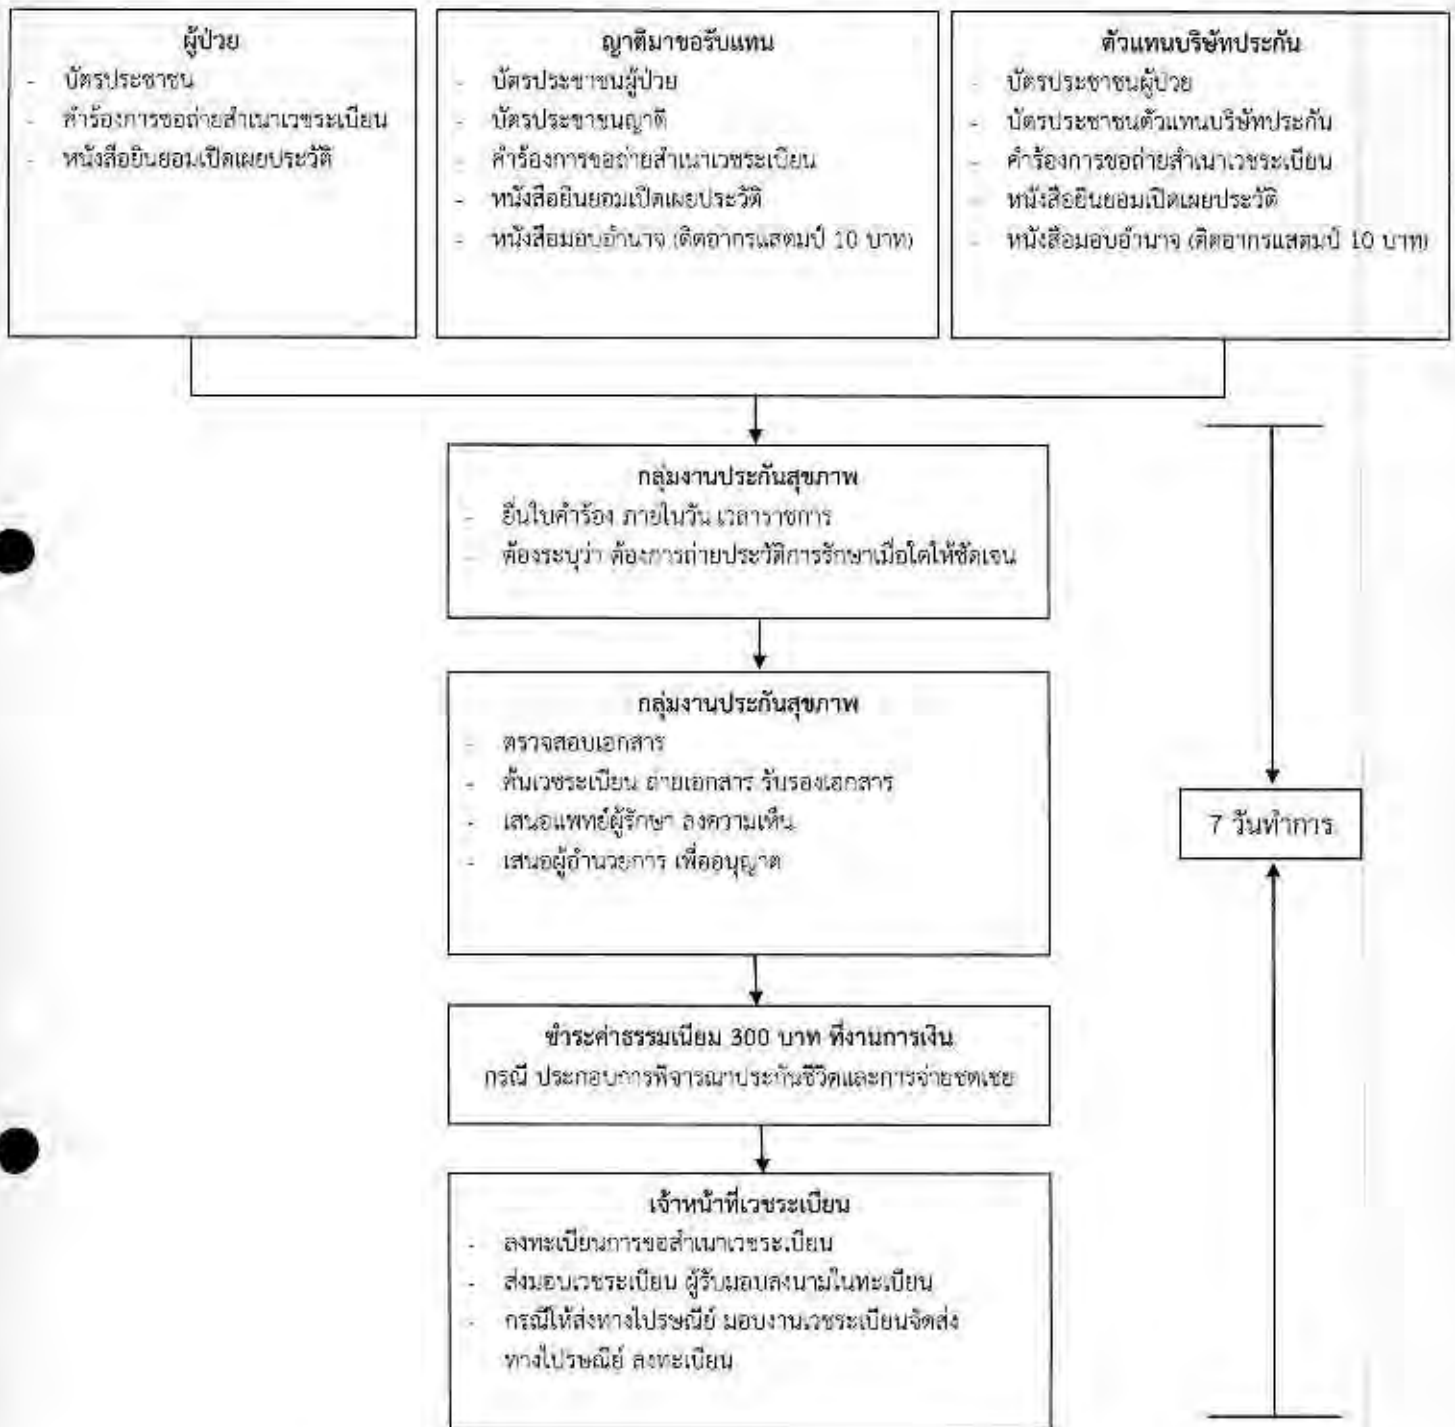 ผู้ป่วย
- บัตรประชาชน
- คำร้องการขอถ่ายสำเนาเวชระเบียน
- หนังสือยินยอมเปิดเผยประวัติ
ญาติมาขอรับแทน
- บัตรประชาชนผู้ป่วย
- บัตรประชาชนญาติ
- คำร้องการขอถ่ายสำเนาเวชระเบียน
- หนังสือยินยอมเปิดเผยประวัติ
- หนังสือมอบอำนาจ (ติดอากรแสตมป์ 10 บาท)
ตัวแทนบริษัทประกัน
- บัตรประชาชนผู้ป่วย
- บัตรประชาชนตัวแทนบริษัทประกัน
- คำร้องการขอถ่ายสำเนาเวชระเบียน
- หนังสือยินยอมเปิดเผยประวัติ
- หนังสือมอบอำนาจ (ติดอากรแสตมป์ 10 บาท)
กลุ่มงานประกันสุขภาพ
- ยื่นใบคำร้อง ภายในวัน เวลาราชการ
- ต้องระบุว่า ต้องการถ่ายประวัติการรักษาเมื่อใดให้ชัดเจน
กลุ่มงานประกันสุขภาพ
- ตรวจสอบเอกสาร
- ค้นเวชระเบียน ถ่ายเอกสาร รับรองเอกสาร
- เสนอแพทย์ผู้รักษา ลงความเห็น
- เสนอผู้อำนวยการ เพื่ออนุญาต
7 วันทำการ
ชำระค่าธรรมเนียม 300 บาท ที่งานการเงิน
กรณี ประกอบการพิจารณาประกันชีวิตและการจ่ายชดเชย
เจ้าหน้าที่เวชระเบียน
- ลงทะเบียนการขอสำเนาเวชระเบียน
- ส่งมอบเวชระเบียน ผู้รับมอบลงนามในทะเบียน
- กรณีให้ส่งทางไปรษณีย์ มอบงานเวชระเบียนจัดส่ง
ทางไปรษณีย์ ลงทะเบียน